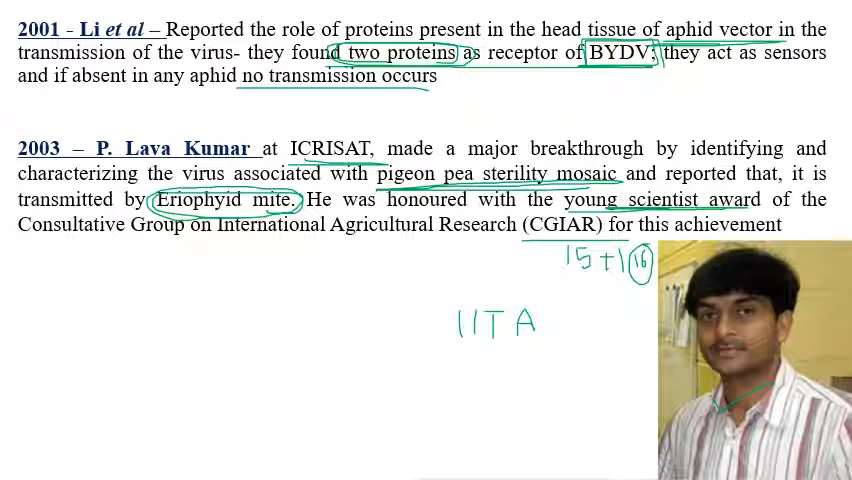 2001 - Li et al – Reported the role of proteins present in the head tissue of aphid vector in the
transmission of the virus- they found two proteins as receptor of BYDV; they act as sensors
and if absent in any aphid no transmission occurs
2003 – P. Lava Kumar at ICRISAT, made a major breakthrough by identifying and
characterizing the virus associated with pigeon pea sterility mosaic and reported that, it is
transmitted by Eriophyid mite. He was honoured with the young scientist award of the
Consultative Group on International Agricultural Research (CGIAR) for this achievement
15+1 16
IITA